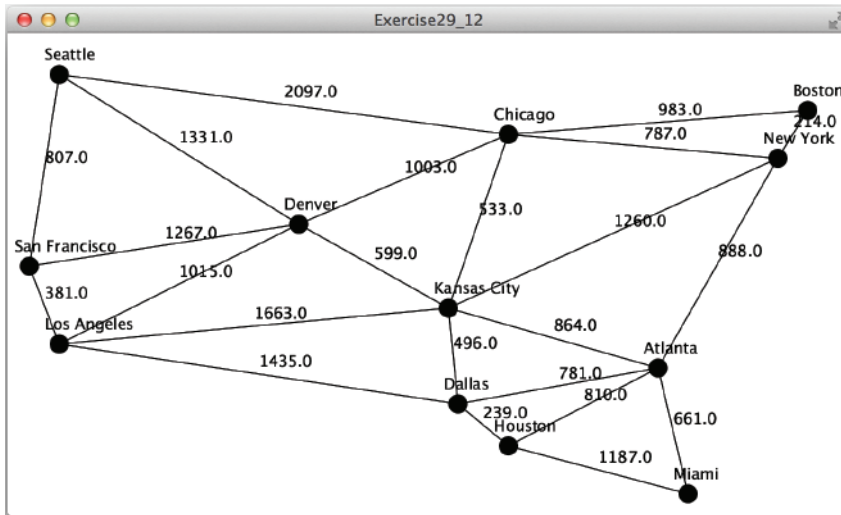 Exercise29_12
Seattle
Boston
2097.0
983.0
Chicago
214.0
1331.0
787.0
New York
807.0
1003.0
Denver
533.0
1260.0
1267.0
San Francisco
599.0
888.0
1015.0
381.0
Kansas City
1663.0
Los Angeles
864.0
496.0
Atlanta
1435.0
781.0
Dallas
810.0
239.0
661.0
Houston
1187.0
Miami